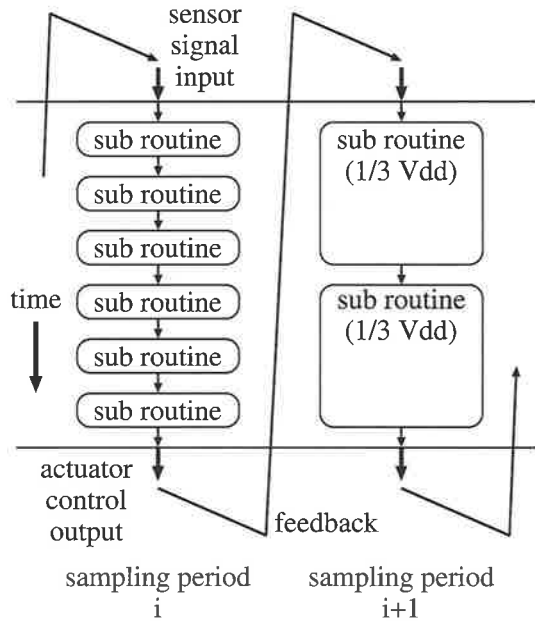 sensor
signal
input
sub routine
sub routine
sub routine
sub routine
sub routine
sub routine
sub routine
(1/3 Vdd)
sub routine
(1/3 Vdd)
time
actuator
control
output
feedback
sampling period
i
sampling period
i+1